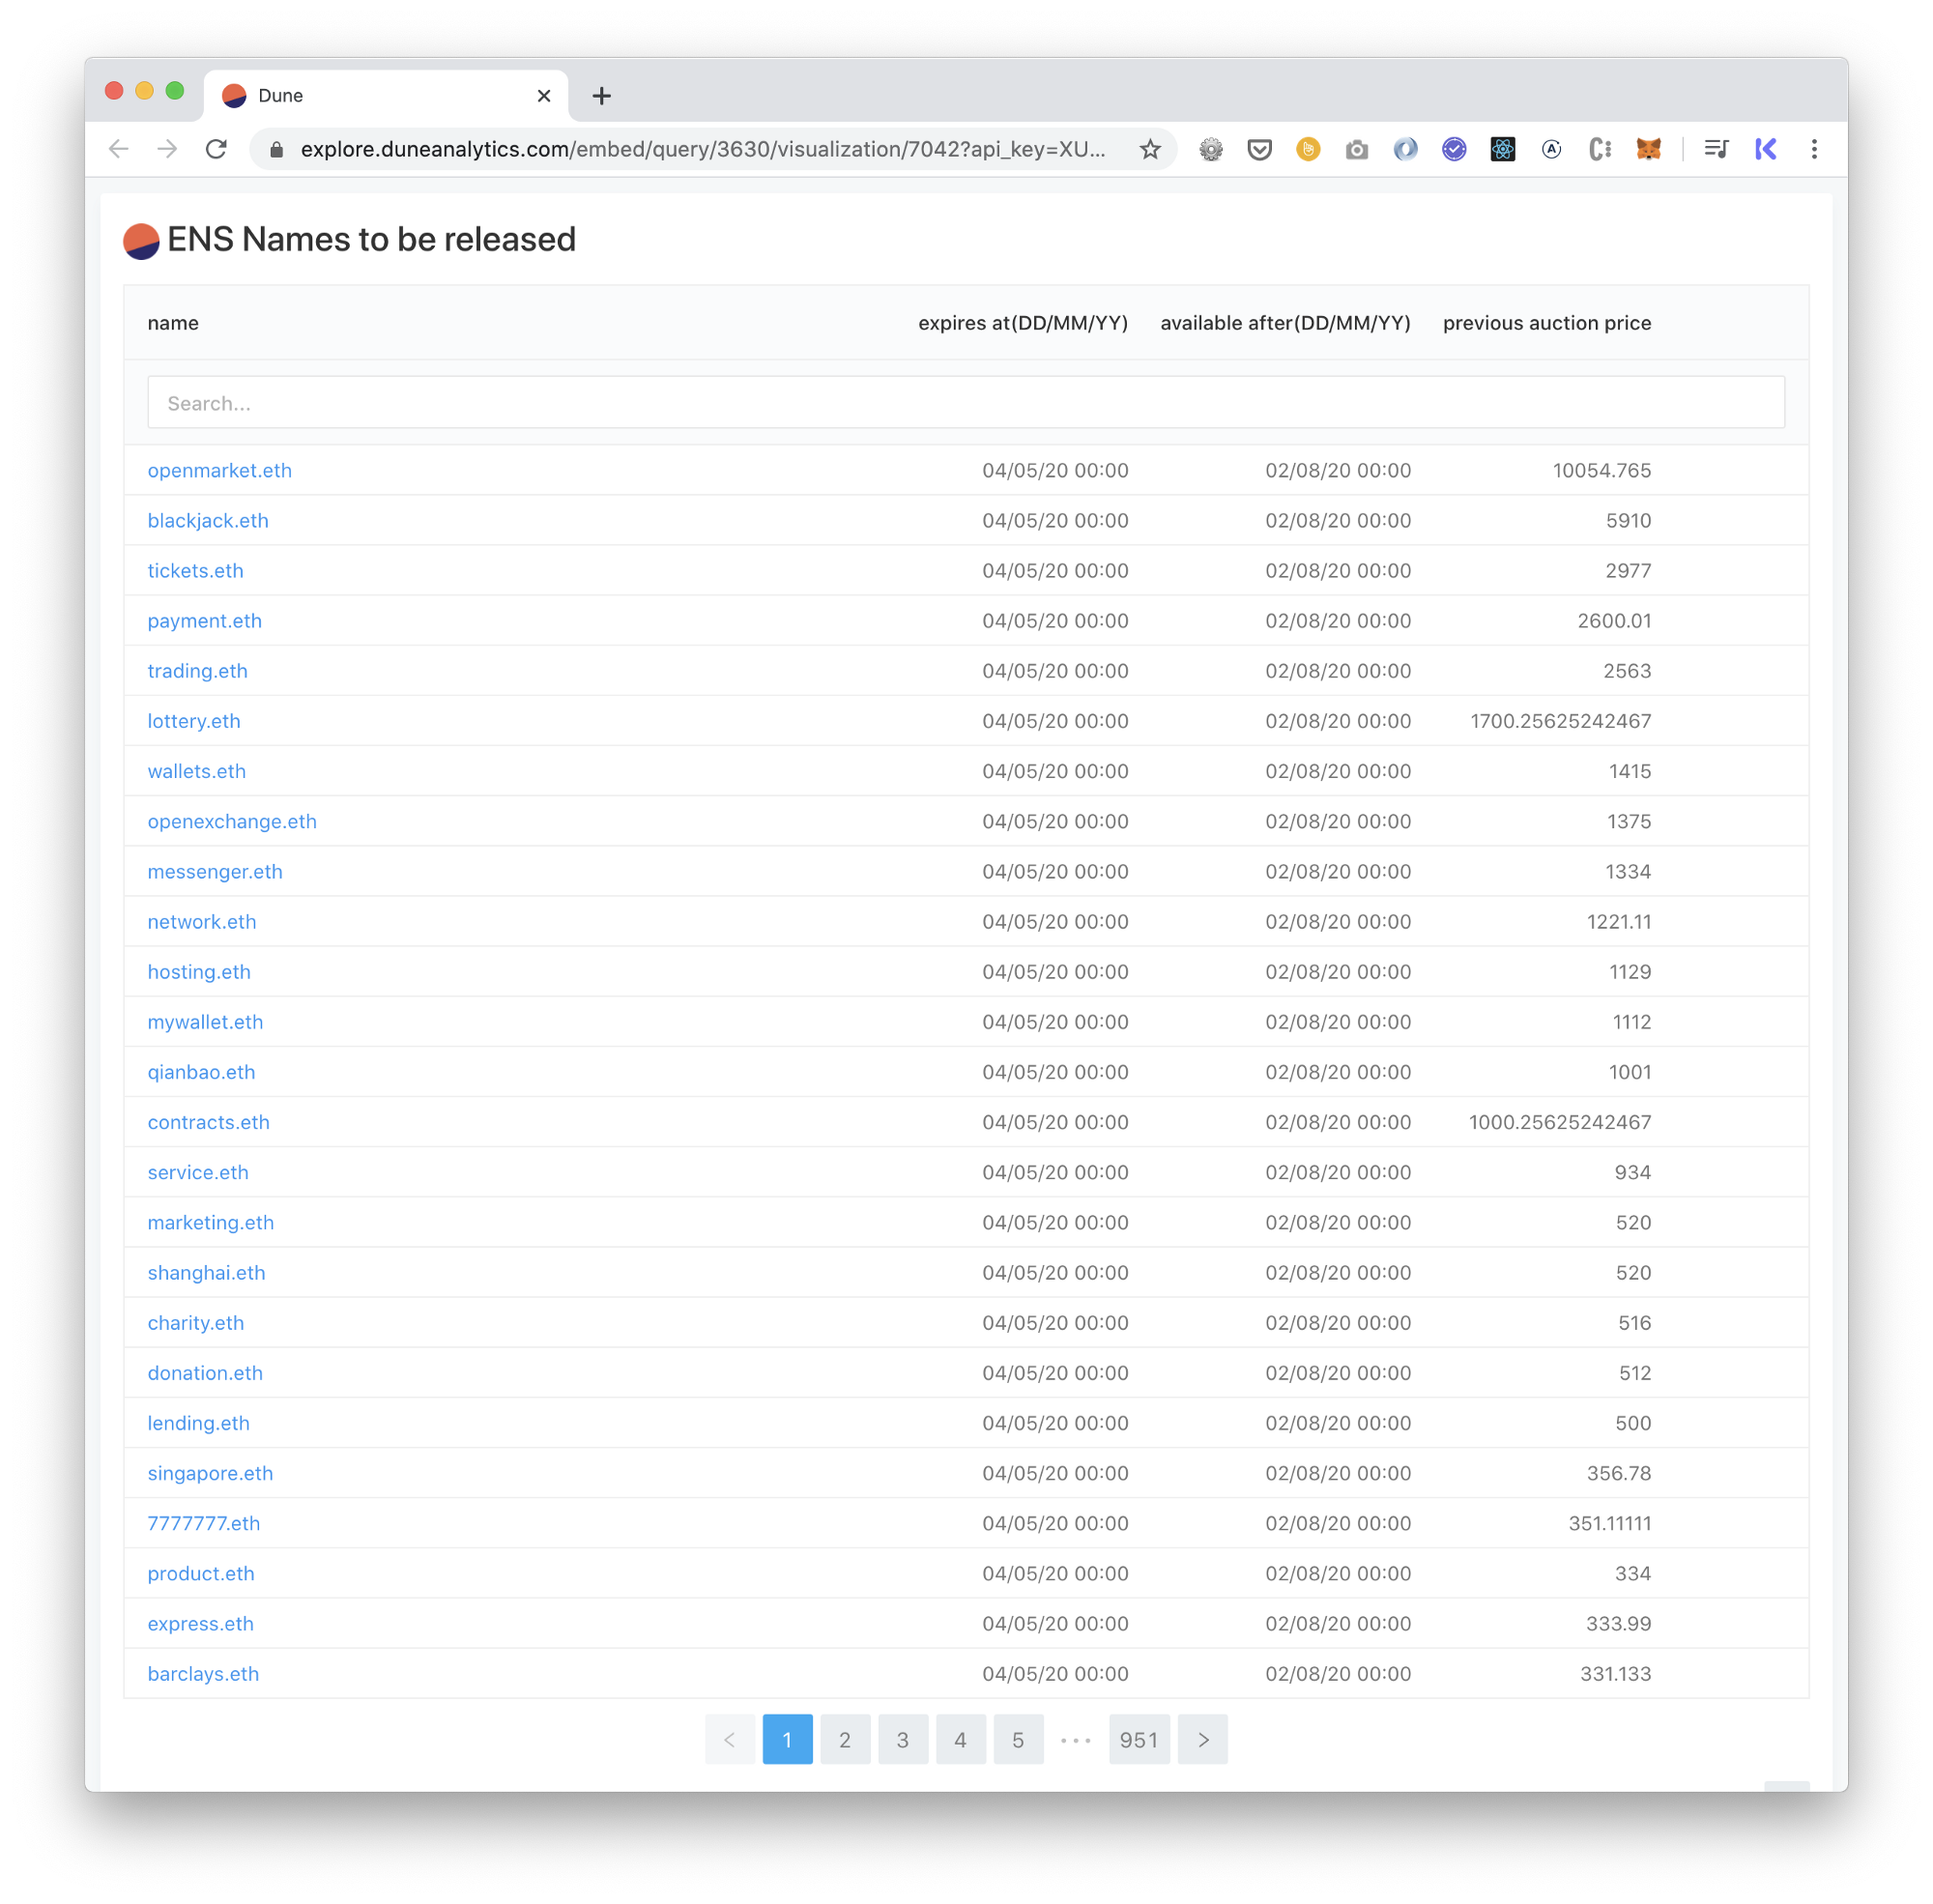 Dune
explore.duneanalytics.com/embed/query/3630/visualization/7042?api_key=XU...
ENS Names to be released
name expires at(DD/MM/YY) available after(DD/MM/YY) previous auction price
Search...
openmarket.eth 04/05/20 00:00 02/08/20 00:00 10054.765
blackjack.eth 04/05/20 00:00 02/08/20 00:00 5910
tickets.eth 04/05/20 00:00 02/08/20 00:00 2977
payment.eth 04/05/20 00:00 02/08/20 00:00 2600.01
trading.eth 04/05/20 00:00 02/08/20 00:00 2563
lottery.eth 04/05/20 00:00 02/08/20 00:00 1700.25625242467
wallets.eth 04/05/20 00:00 02/08/20 00:00 1415
openexchange.eth 04/05/20 00:00 02/08/20 00:00 1375
messenger.eth 04/05/20 00:00 02/08/20 00:00 1334
network.eth 04/05/20 00:00 02/08/20 00:00 1221.11
hosting.eth 04/05/20 00:00 02/08/20 00:00 1129
mywallet.eth 04/05/20 00:00 02/08/20 00:00 1112
qianbao.eth 04/05/20 00:00 02/08/20 00:00 1001
contracts.eth 04/05/20 00:00 02/08/20 00:00 1000.25625242467
service.eth 04/05/20 00:00 02/08/20 00:00 934
marketing.eth 04/05/20 00:00 02/08/20 00:00 520
shanghai.eth 04/05/20 00:00 02/08/20 00:00 520
charity.eth 04/05/20 00:00 02/08/20 00:00 516
donation.eth 04/05/20 00:00 02/08/20 00:00 512
lending.eth 04/05/20 00:00 02/08/20 00:00 500
singapore.eth 04/05/20 00:00 02/08/20 00:00 356.78
7777777.eth 04/05/20 00:00 02/08/20 00:00 351.11111
product.eth 04/05/20 00:00 02/08/20 00:00 334
express.eth 04/05/20 00:00 02/08/20 00:00 333.99
barclays.eth 04/05/20 00:00 02/08/20 00:00 331.133
< 1 2 3 4 5 ••• 951 >